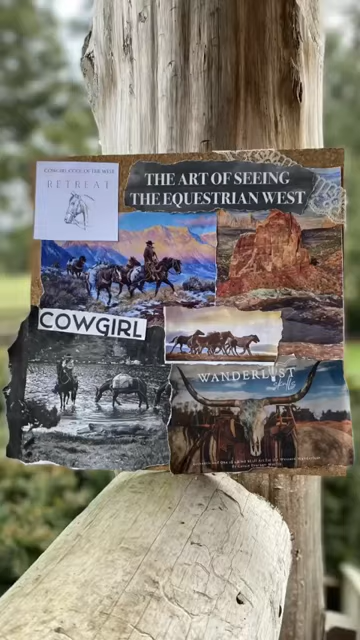 COWGIRL CODE OF THE WEST
RETREAT
THE ART OF SEEING
THE EQUESTRIAN WEST
COWGIRL
WANDERLUST